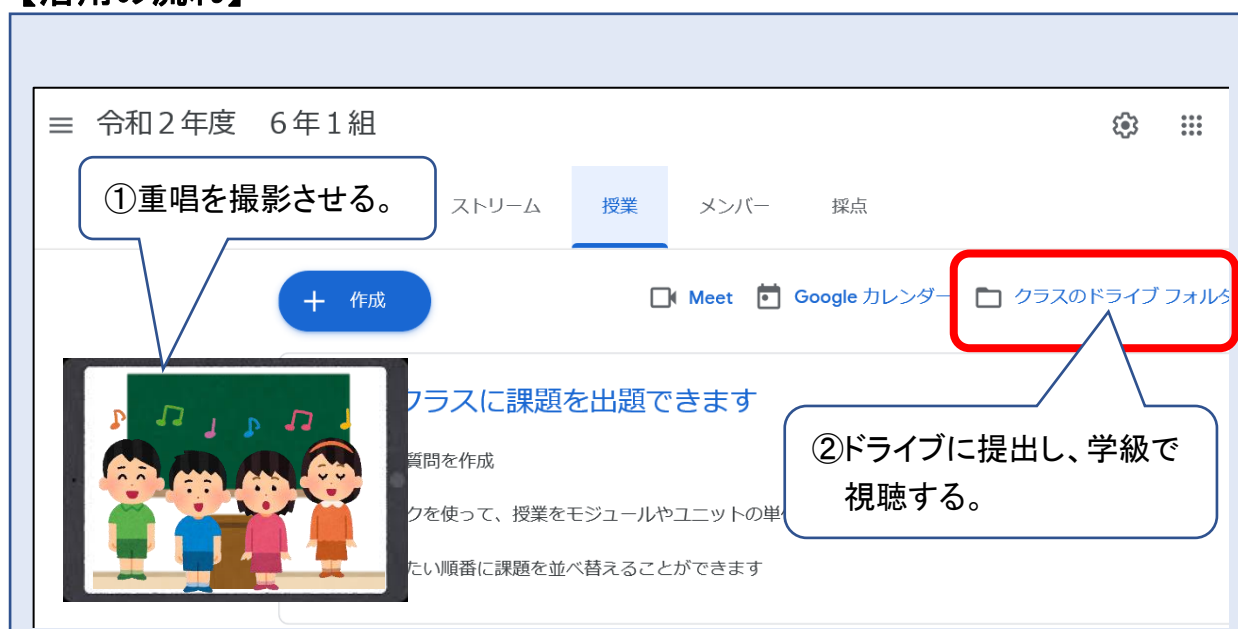 【活用の流れ】
令和2年度　6年1組
①重唱を撮影させる。
ストリーム 授業 メンバー 採点
作成
Meet Google カレンダー クラスのドライブ フォルダ
クラスに課題を出題できます
質問を作成
クを使って、授業をモジュールやユニットの単
たい順番に課題を並べ替えることができます
②ドライブに提出し、学級で
視聴する。